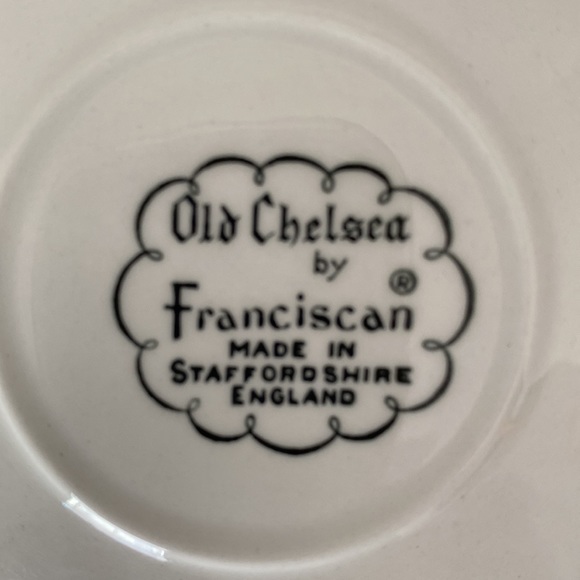 Old Chelsea
by
Franciscan ®
MADE IN
STAFFORDSHIRE
ENGLAND